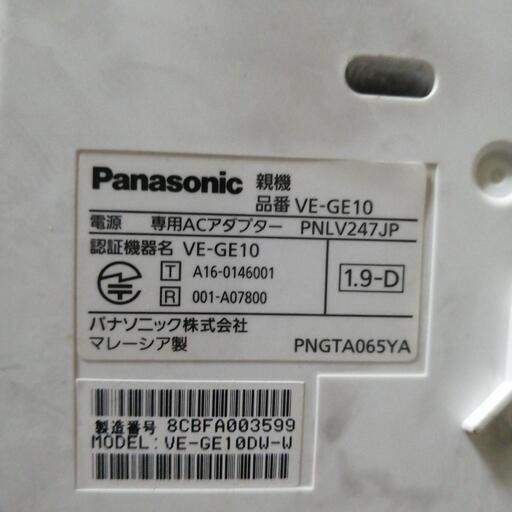 Panasonic 親機
品番 VE-GE10
電源 専用ACアダプター PNLV247JP
認証機器名 VE-GE10
T A16-0146001
R 001-A07800
1.9-D
パナソニック株式会社
マレーシア製 PNGTA065YA
製造番号 8CBFA003599
MODEL:VE-GE10DW-W